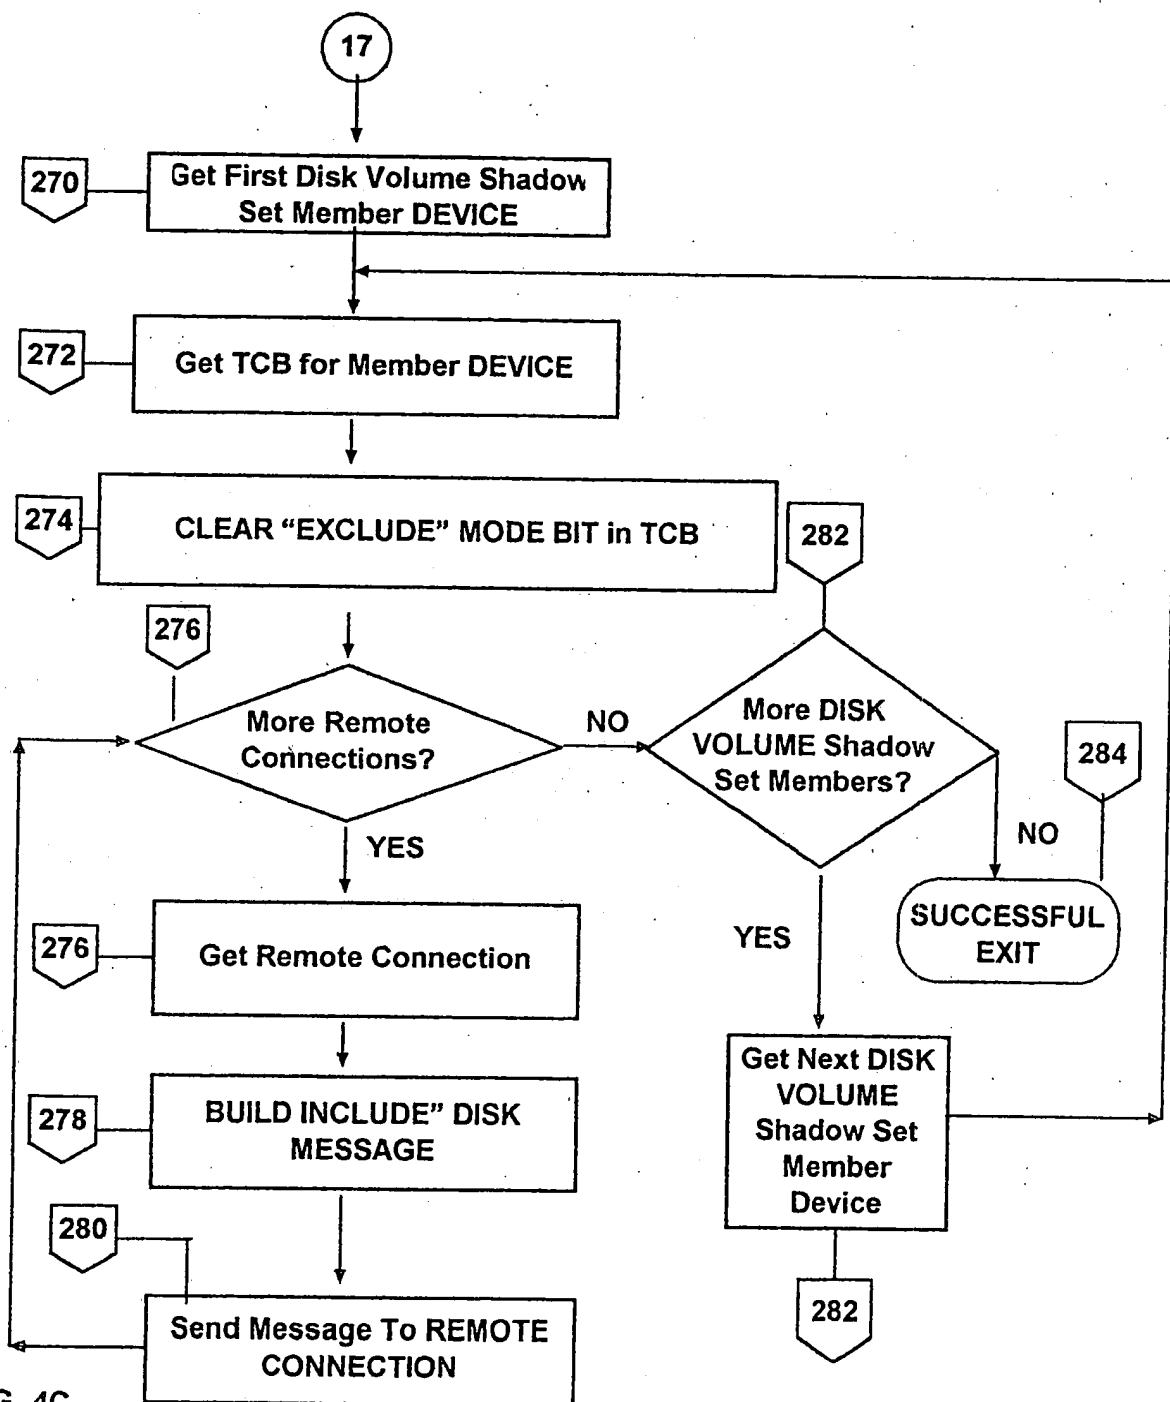 17
270
Get First Disk Volume Shadow
Set Member DEVICE
272
Get TCB for Member DEVICE
274
CLEAR “EXCLUDE” MODE BIT in TCB
282
276
More Remote
Connections?
NO
More DISK
VOLUME Shadow
Set Members?
284
YES
NO
SUCCESSFUL
EXIT
276
Get Remote Connection
YES
Get Next DISK
VOLUME
Shadow Set
Member
Device
278
BUILD INCLUDE” DISK
MESSAGE
280
282
Send Message To REMOTE
CONNECTION